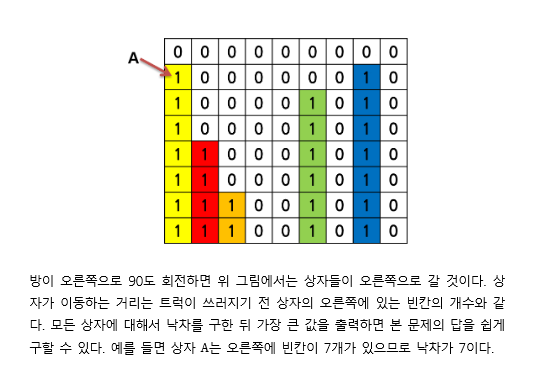 0 0 0 0 0 0 0 0 0
A
1 0 0 0 0 0 0 1 0
1 0 0 0 0 1 0 1 0
1 0 0 0 0 1 0 1 0
1 1 0 0 0 1 0 1 0
1 1 0 0 0 1 0 1 0
1 1 1 0 0 1 0 1 0
1 1 1 0 0 1 0 1 0
방이 오른쪽으로 90도 회전하면 위 그림에서는 상자들이 오른쪽으로 갈 것이다. 상
자가 이동하는 거리는 트럭이 쓰러지기 전 상자의 오른쪽에 있는 빈칸의 개수와 같
다. 모든 상자에 대해서 낙차를 구한 뒤 가장 큰 값을 출력하면 본 문제의 답을 쉽게
구할 수 있다. 예를 들면 상자 A는 오른쪽에 빈칸이 7개가 있으므로 낙차가 7이다.